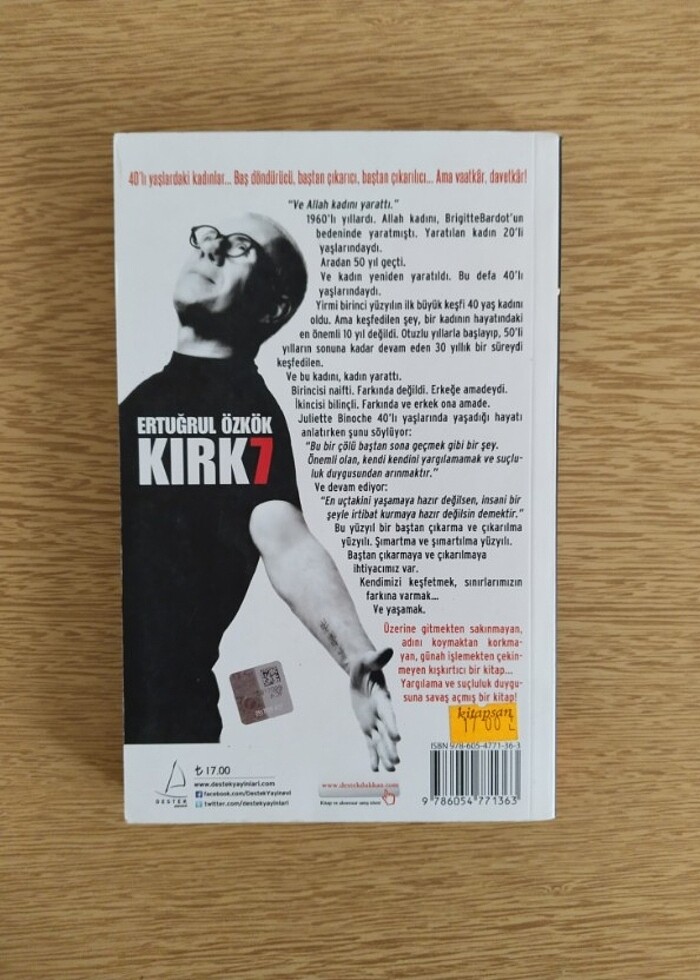 40'lı yaşlardaki kadınlar... Baş döndürücü, baştan çıkarıcı, baştan çıkarılıcı... Ama vaatkâr, davetkâr!
"Ve Allah kadını yarattı."
1960'lı yıllardı. Allah kadını, BrigitteBardot'un
bedeninde yaratmıştı. Yaratılan kadın 20'li
yaşlarındaydı.
Aradan 50 yıl geçti.
Ve kadın yeniden yaratıldı. Bu defa 40'lı
yaşlarındaydı.
Yirmi birinci yüzyılın ilk büyük keşfi 40 yaş kadını
oldu. Ama keşfedilen şey, bir kadının hayatındaki
en önemli 10 yıl değildi. Otuzlu yıllarla başlayıp, 50'li
yılların sonuna kadar devam eden 30 yıllık bir süreydi
keşfedilen.
Ve bu kadını, kadın yarattı.
Birincisi naifti. Farkında değildi. Erkeğe amadeydi.
İkincisi bilinçli. Farkında ve erkek ona amade.
Juliette Binoche 40'lı yaşlarında yaşadığı hayatı
anlatırken şunu söylüyor:
"Bu bir çölü baştan sona geçmek gibi bir şey.
Önemli olan, kendi kendini yargılamamak ve suçlu-
luk duygusundan arınmaktır."
Ve devam ediyor:
"En uçtakini yaşamaya hazır değilsen, insani bir
şeyle irtibat kurmaya hazır değilsin demektir."
Bu yüzyıl bir baştan çıkarma ve çıkarılma
yüzyılı. Şımartma ve şımartılma yüzyılı.
Baştan çıkarmaya ve çıkarılmaya
ihtiyacımız var.
Kendimizi keşfetmek, sınırlarımızın
farkına varmak...
Ve yaşamak.
Üzerine gitmekten sakınmayan,
adını koymaktan korkma-
yan, günah işlemekten çekin-
meyen kışkırtıcı bir kitap...
Yargılama ve suçluluk duygu-
suna savaş açmış bir kitap!
ERTUĞRUL ÖZKÖK
KIRK7
kitapsan
17.00 ₺
ISBN 978-605-4771-36-3
9 786054 771363
DESTEK
₺ 17.00
www.destekyayinlari.com
facebook.com/DestekYayinevi
twitter.com/destekyayinlari
www.destekdukkan.com